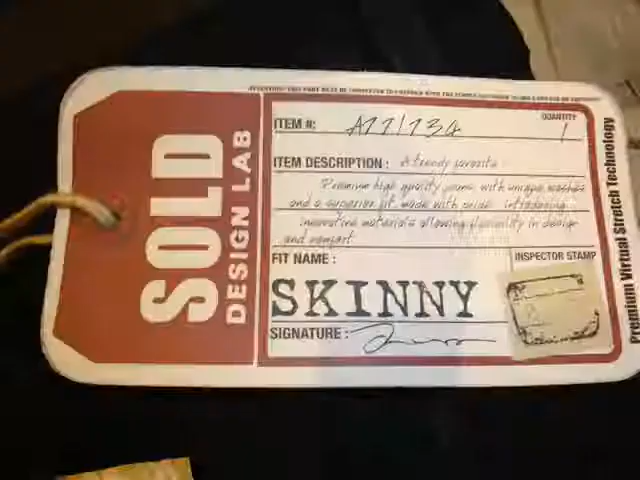 SOLD
DESIGN LAB
ITEM #: A77/734
QUANTITY
1
ITEM DESCRIPTION: A trendy favorite
Premium high quality jeans with unique washes
and a superior fit, made with pride. introducing
innovative materials allowing flexibility in design
and comfort
FIT NAME:
SKINNY
INSPECTOR STAMP
SIGNATURE:
Premium Virtual Stretch Technology